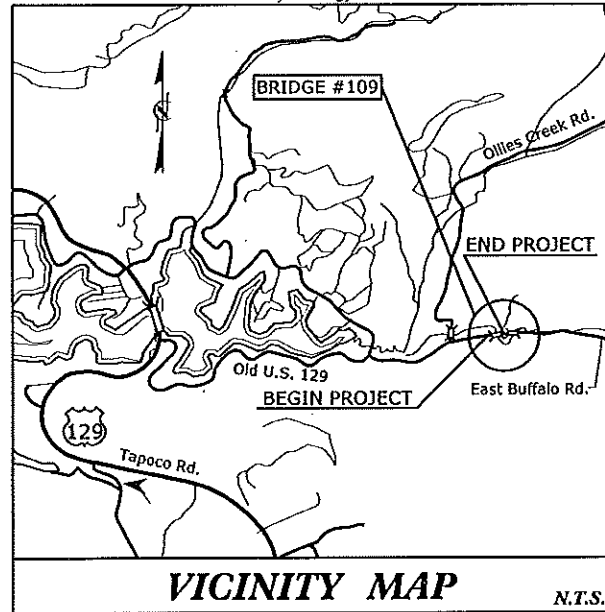 BRIDGE #109
Ollies Creek Rd.
END PROJECT
Old U.S. 129
BEGIN PROJECT
East Buffalo Rd.
129
Tapoco Rd.
VICINITY MAP
N.T.S.